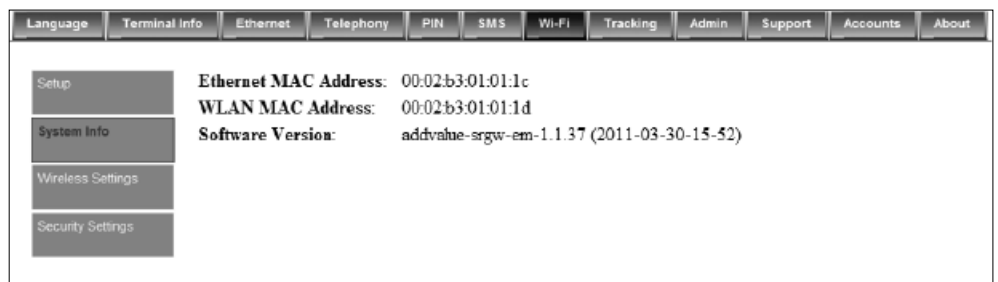 Language Terminal Info Ethernet Telephony PIN SMS Wi-Fi Tracking Admin Support Accounts About
Setup
System Info
Wireless Settings
Security Settings
Ethernet MAC Address: 00:02:b3:01:01:1c
WLAN MAC Address: 00:02:b3:01:01:1d
Software Version: addvalue-srgw-em-1.1.37 (2011-03-30-15-52)